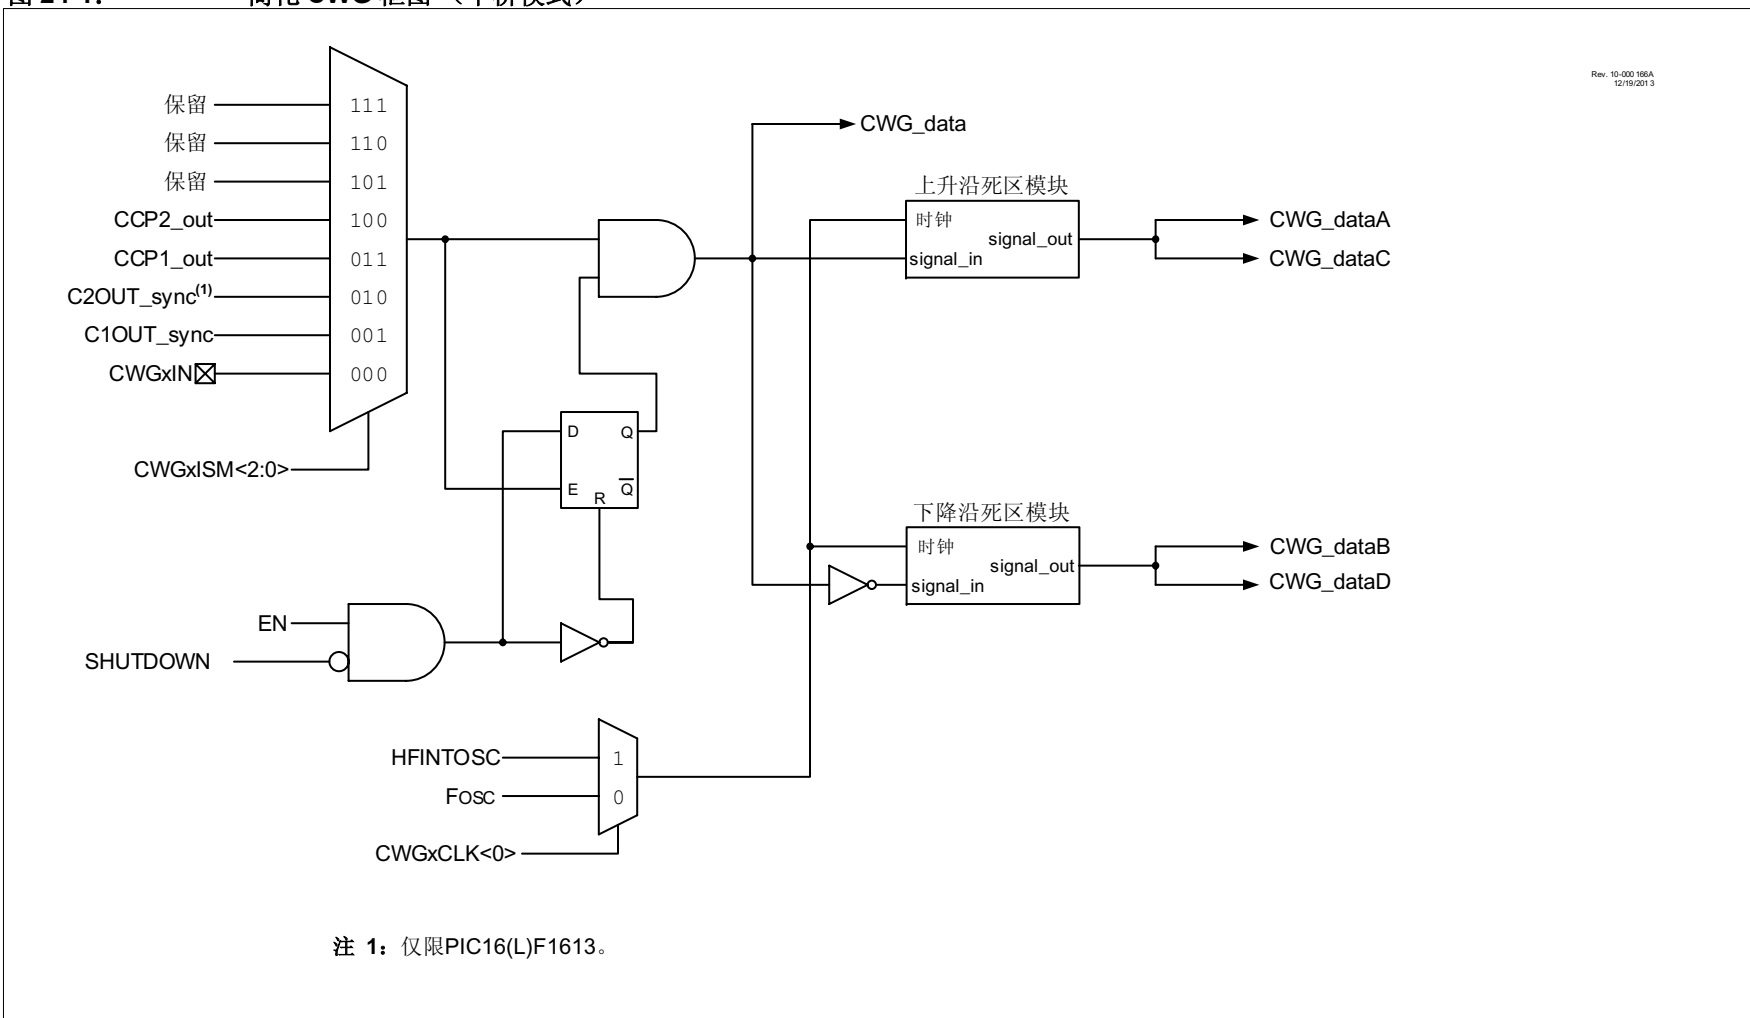 Rev. 10-000 166A
12/19/2013
保留 111
保留 110
保留 101
CCP2_out 100
CCP1_out 011
C2OUT_sync(1) 010
C1OUT_sync 001
CWGxIN 000
CWGxISM<2:0>
CWG_data
上升沿死区模块
时钟
signal_out
signal_in
CWG_dataA
CWG_dataC
D Q
E R Q
下降沿死区模块
时钟
signal_out
signal_in
CWG_dataB
CWG_dataD
EN
SHUTDOWN
HFINTOSC 1
FOSC 0
CWGxCLK<0>
注 1: 仅限PIC16(L)F1613。